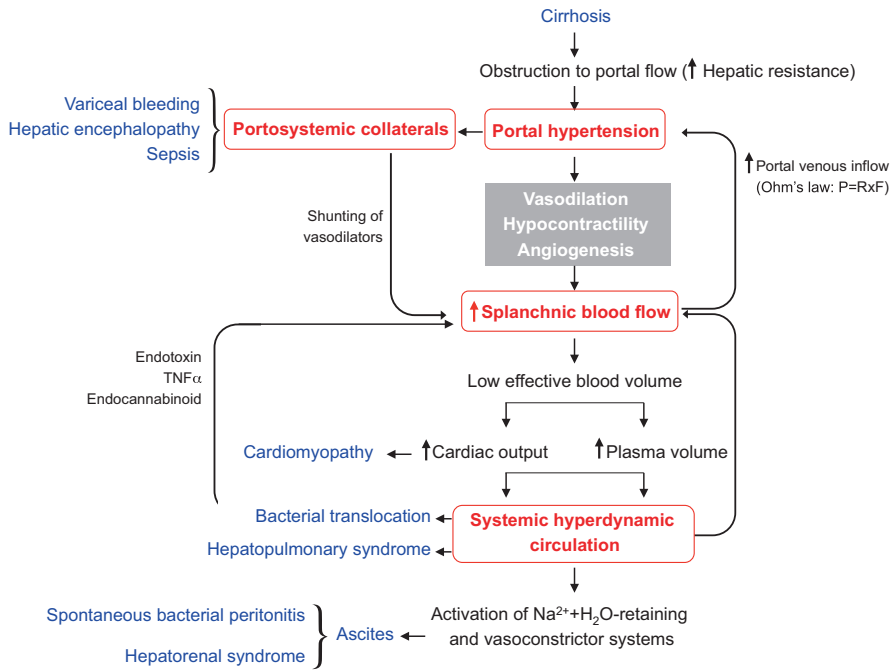 Cirrhosis
Obstruction to portal flow (↑ Hepatic resistance)
Variceal bleeding
Hepatic encephalopathy
Sepsis
Portosystemic collaterals
Portal hypertension
↑ Portal venous inflow
(Ohm's law: P=RxF)
Vasodilation
Hypocontractility
Angiogenesis
Shunting of
vasodilators
↑ Splanchnic blood flow
Endotoxin
TNFα
Endocannabinoid
Low effective blood volume
Cardiomyopathy
↑ Cardiac output
↑ Plasma volume
Bacterial translocation
Hepatopulmonary syndrome
Systemic hyperdynamic
circulation
Spontaneous bacterial peritonitis
Hepatorenal syndrome
Ascites
Activation of Na²⁺+H₂O-retaining
and vasoconstrictor systems